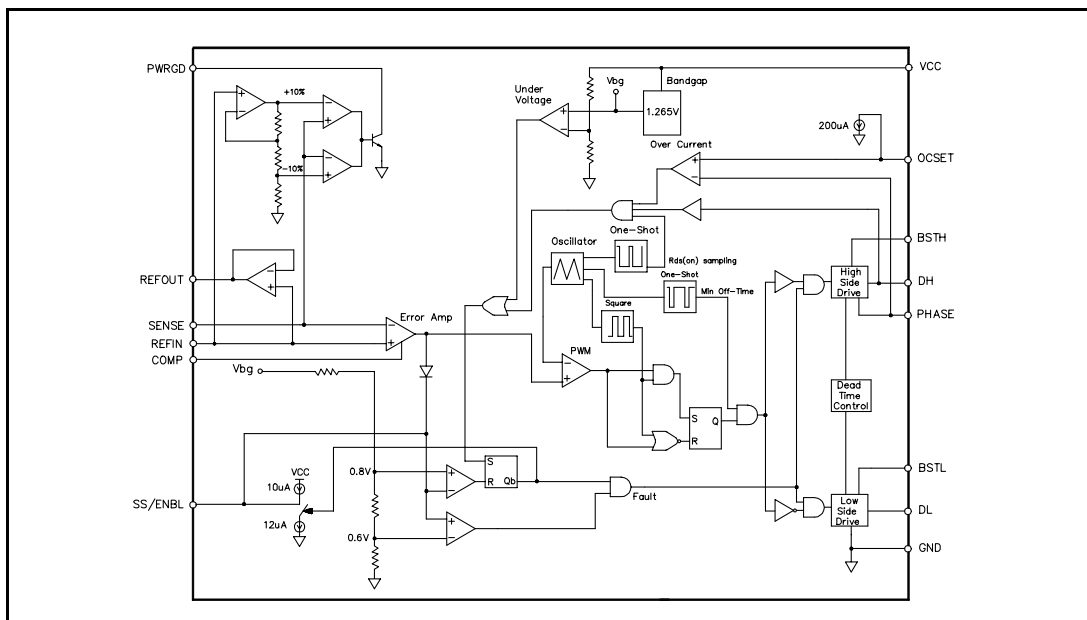 PWRGD
+10%
-10%
REFOUT
SENSE
REFIN
COMP
SS/ENBL
Vbg
VCC
10uA
12uA
0.8V
0.6V
Error Amp
Under
Voltage
Vbg
Bandgap
1.265V
Over Current
200uA
One-Shot
Oscillator
Rds(on) sampling
One-Shot
Min Off-Time
Square
PWM
S
R
Q
S
R
Qb
Fault
High
Side
Drive
Dead
Time
Control
Low
Side
Drive
VCC
OCSET
BSTH
DH
PHASE
BSTL
DL
GND
+
-
+
-
+
-
+
-
+
-
+
-
+
-
+
-
+
-
+
-
+
-